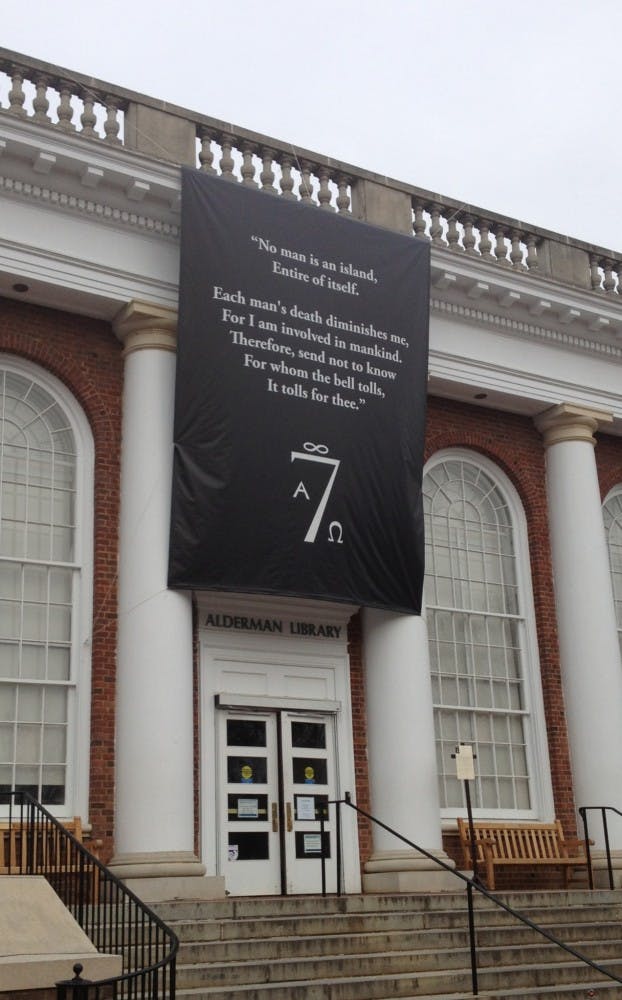 “No man is an island,
Entire of itself.
Each man's death diminishes me,
For I am involved in mankind.
Therefore, send not to know
For whom the bell tolls,
It tolls for thee.”
∞
7
A
Ω
ALDERMAN LIBRARY